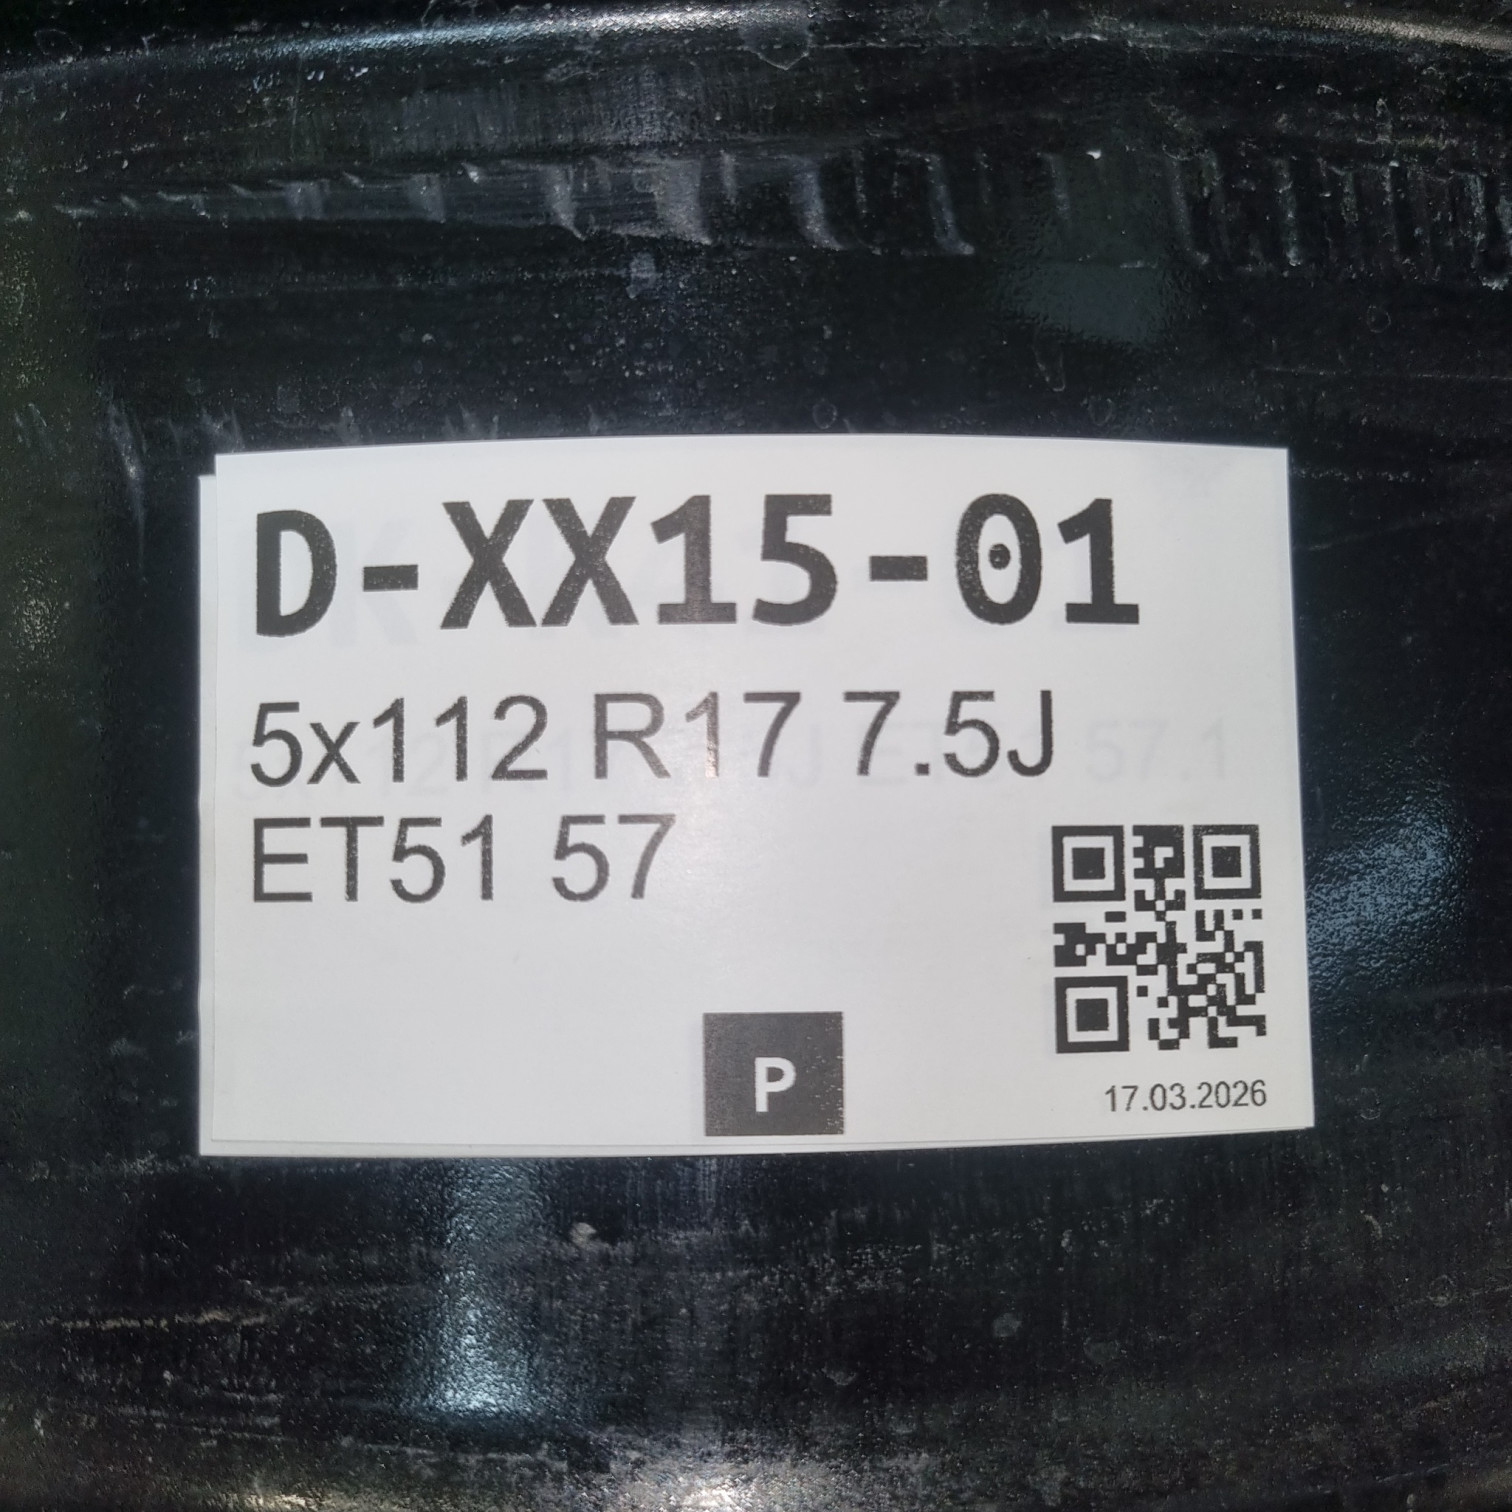 D-XX15-01
5x112 R17 7.5J
ET51 57
P
17.03.2026